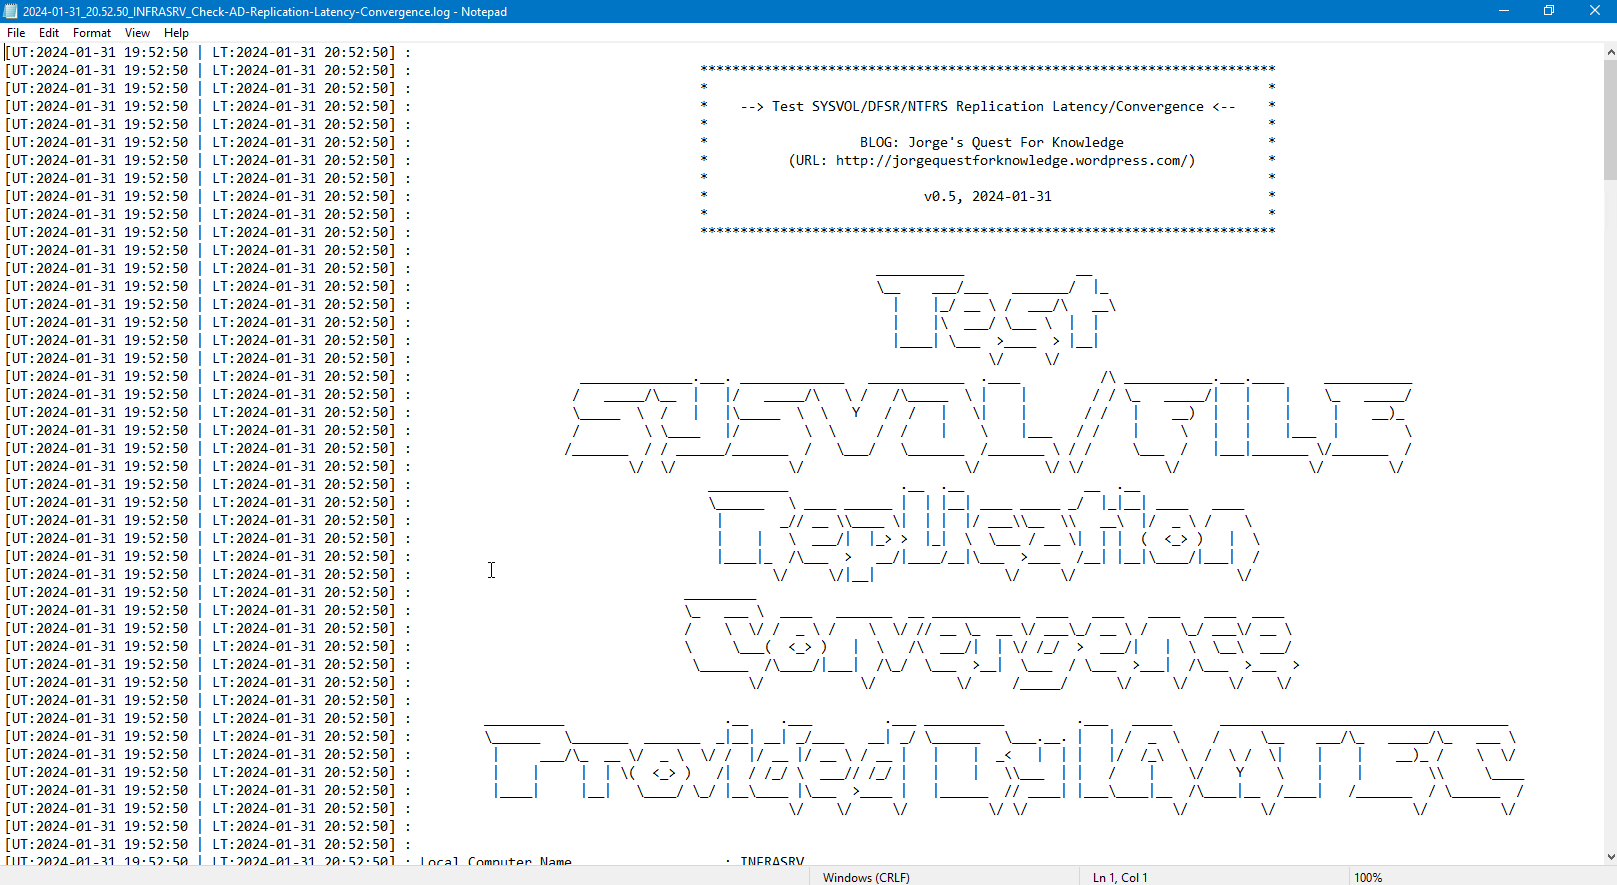 2024-01-31_20.52.50_INFRASRV_Check-AD-Replication-Latency-Convergence.log - Notepad
File Edit Format View Help
[UT:2024-01-31 19:52:50 | LT:2024-01-31 20:52:50] :
[UT:2024-01-31 19:52:50 | LT:2024-01-31 20:52:50] : ************************************************************************
[UT:2024-01-31 19:52:50 | LT:2024-01-31 20:52:50] : * *
[UT:2024-01-31 19:52:50 | LT:2024-01-31 20:52:50] : * --> Test SYSVOL/DFSR/NTFRS Replication Latency/Convergence <-- *
[UT:2024-01-31 19:52:50 | LT:2024-01-31 20:52:50] : * *
[UT:2024-01-31 19:52:50 | LT:2024-01-31 20:52:50] : * BLOG: Jorge's Quest For Knowledge *
[UT:2024-01-31 19:52:50 | LT:2024-01-31 20:52:50] : * (URL: http://jorgequestforknowledge.wordpress.com/) *
[UT:2024-01-31 19:52:50 | LT:2024-01-31 20:52:50] : * *
[UT:2024-01-31 19:52:50 | LT:2024-01-31 20:52:50] : * v0.5, 2024-01-31 *
[UT:2024-01-31 19:52:50 | LT:2024-01-31 20:52:50] : * *
[UT:2024-01-31 19:52:50 | LT:2024-01-31 20:52:50] : ************************************************************************
[UT:2024-01-31 19:52:50 | LT:2024-01-31 20:52:50] :
[UT:2024-01-31 19:52:50 | LT:2024-01-31 20:52:50] :
[UT:2024-01-31 19:52:50 | LT:2024-01-31 20:52:50] :
[UT:2024-01-31 19:52:50 | LT:2024-01-31 20:52:50] : Test
[UT:2024-01-31 19:52:50 | LT:2024-01-31 20:52:50] :
[UT:2024-01-31 19:52:50 | LT:2024-01-31 20:52:50] :
[UT:2024-01-31 19:52:50 | LT:2024-01-31 20:52:50] :
[UT:2024-01-31 19:52:50 | LT:2024-01-31 20:52:50] :
[UT:2024-01-31 19:52:50 | LT:2024-01-31 20:52:50] :
[UT:2024-01-31 19:52:50 | LT:2024-01-31 20:52:50] : SYSVOL/FILE
[UT:2024-01-31 19:52:50 | LT:2024-01-31 20:52:50] :
[UT:2024-01-31 19:52:50 | LT:2024-01-31 20:52:50] :
[UT:2024-01-31 19:52:50 | LT:2024-01-31 20:52:50] :
[UT:2024-01-31 19:52:50 | LT:2024-01-31 20:52:50] :
[UT:2024-01-31 19:52:50 | LT:2024-01-31 20:52:50] :
[UT:2024-01-31 19:52:50 | LT:2024-01-31 20:52:50] : Replication
[UT:2024-01-31 19:52:50 | LT:2024-01-31 20:52:50] :
[UT:2024-01-31 19:52:50 | LT:2024-01-31 20:52:50] :
[UT:2024-01-31 19:52:50 | LT:2024-01-31 20:52:50] :
[UT:2024-01-31 19:52:50 | LT:2024-01-31 20:52:50] :
[UT:2024-01-31 19:52:50 | LT:2024-01-31 20:52:50] :
[UT:2024-01-31 19:52:50 | LT:2024-01-31 20:52:50] : Convergence
[UT:2024-01-31 19:52:50 | LT:2024-01-31 20:52:50] :
[UT:2024-01-31 19:52:50 | LT:2024-01-31 20:52:50] :
[UT:2024-01-31 19:52:50 | LT:2024-01-31 20:52:50] :
[UT:2024-01-31 19:52:50 | LT:2024-01-31 20:52:50] :
[UT:2024-01-31 19:52:50 | LT:2024-01-31 20:52:50] :
[UT:2024-01-31 19:52:50 | LT:2024-01-31 20:52:50] :
[UT:2024-01-31 19:52:50 | LT:2024-01-31 20:52:50] : Provided By IAMTEC
[UT:2024-01-31 19:52:50 | LT:2024-01-31 20:52:50] :
[UT:2024-01-31 19:52:50 | LT:2024-01-31 20:52:50] :
[UT:2024-01-31 19:52:50 | LT:2024-01-31 20:52:50] :
[UT:2024-01-31 19:52:50 | LT:2024-01-31 20:52:50] :
[UT:2024-01-31 19:52:50 | LT:2024-01-31 20:52:50] :
[UT:2024-01-31 19:52:50 | LT:2024-01-31 20:52:50] : Local Computer Name : INFRASRV
Windows (CRLF) Ln 1, Col 1 100%